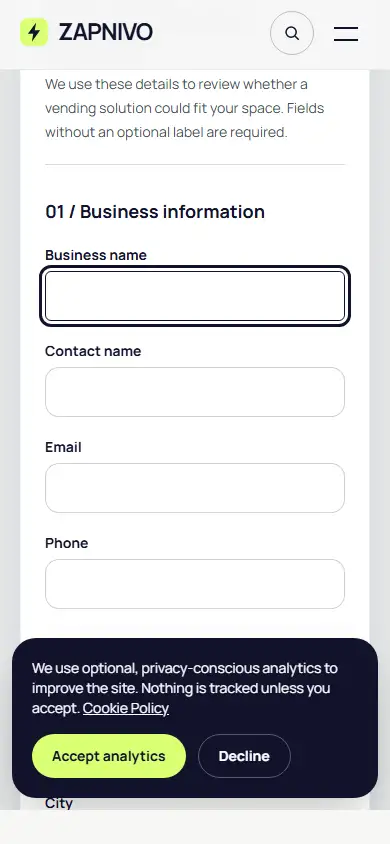 ZAPNIVO
We use these details to review whether a
vending solution could fit your space. Fields
without an optional label are required.
01 / Business information
Business name
Contact name
Email
Phone
We use optional, privacy-conscious analytics to
improve the site. Nothing is tracked unless you
accept. Cookie Policy
Accept analytics
Decline
City